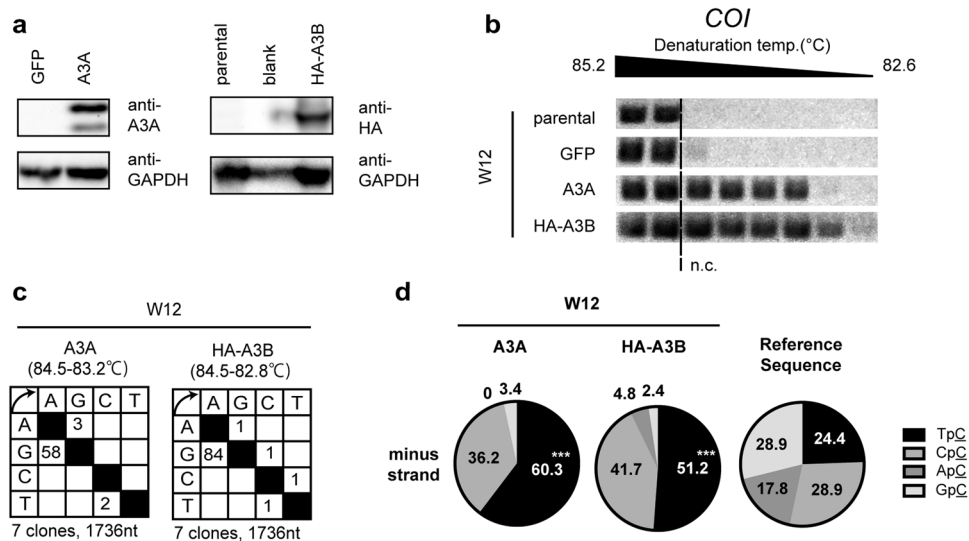 a
GFP A3A
anti-
A3A
anti-
GAPDH
parental blank HA-A3B
anti-
HA
anti-
GAPDH
b
COI
Denaturation temp.(°C)
85.2 82.6
W12
parental
GFP
A3A
HA-A3B
n.c.
c
W12
A3A
(84.5-83.2℃)
A G C T
A 3
G 58
C
T 2
7 clones, 1736nt
HA-A3B
(84.5-82.8℃)
A G C T
A 1
G 84 1
C 1
T 1
7 clones, 1736nt
d
W12
A3A HA-A3B
Reference
Sequence
minus
strand
0 3.4
36.2
***
60.3
4.8 2.4
41.7
***
51.2
28.9 24.4
17.8 28.9
TpC
CpC
ApC
GpC